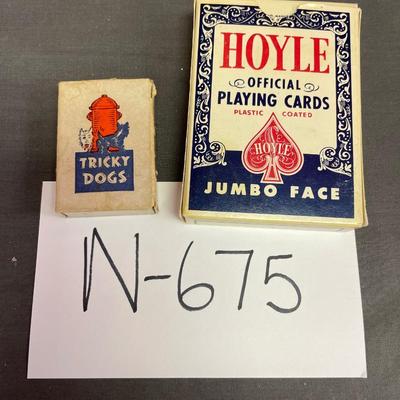 TRICKY
DOGS
HOYLE
OFFICIAL
PLAYING CARDS
PLASTIC COATED
HOYLE
JUMBO FACE
N-675